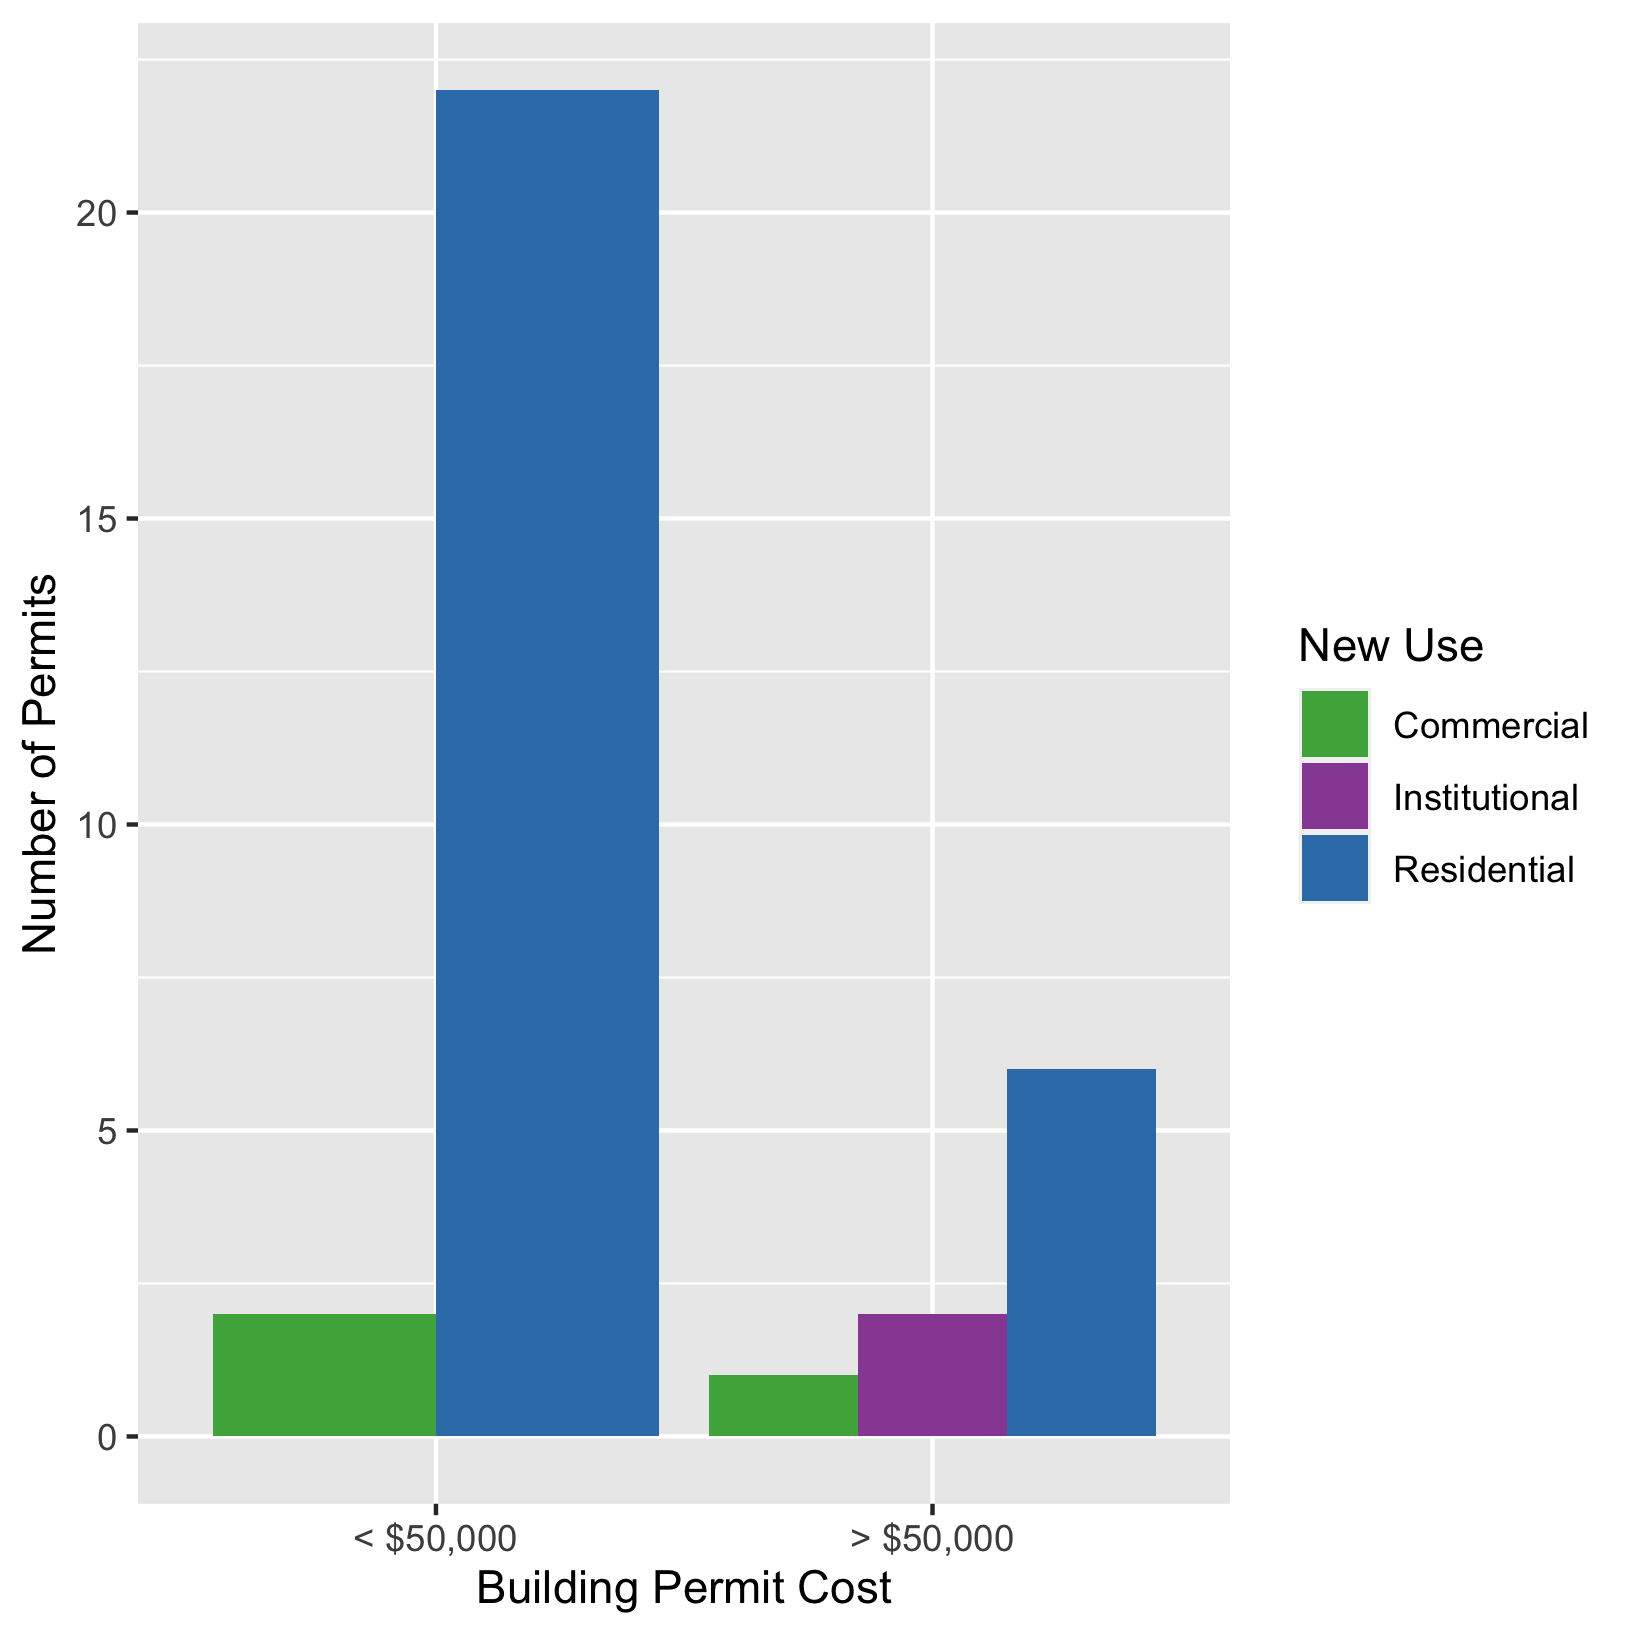 Number of Permits
20
15
10
5
0
< $50,000
> $50,000
Building Permit Cost
New Use
Commercial
Institutional
Residential